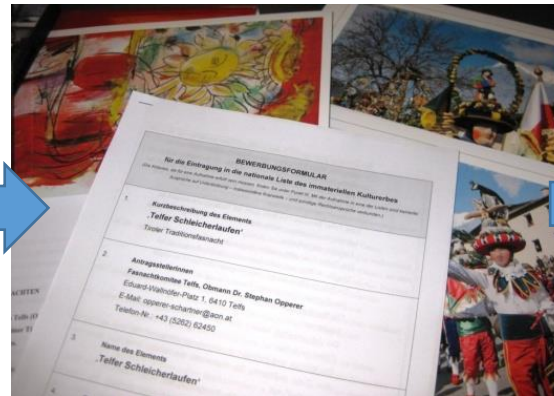 BEWERBUNGSFORMULAR
für die Eintragung in die nationale Liste des immateriellen Kulturerbes
1.
Kurzbeschreibung des Elements
‚Telfer Schleicherlaufen'
Tiroler Traditionsfasnacht
2.
AntragsstellerInnen
Fasnachtkomitee Telfs, Obmann Dr. Stephan Opperer
Eduard-Wallnöfer-Platz 1, 6410 Telfs
E-Mail: opperer-schartner@aon.at
Telefon-Nr.: +43 (5262) 62450
3.
Name des Elements
‚Telfer Schleicherlaufen'
4.